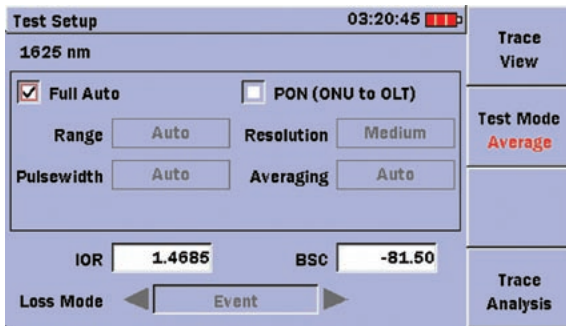 Test Setup 03:20:45
1625 nm
Full Auto PON (ONU to OLT)
Range Auto Resolution Medium
Pulsewidth Auto Averaging Auto
IOR 1.4685 BSC -81.50
Loss Mode Event
Trace
View
Test Mode
Average
Trace
Analysis